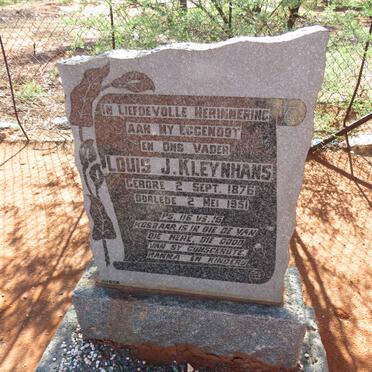 IN LIEFDEVOLLE HERINNERING
AAN MY EGGENOOT
EN ONS VADER
LOUIS J. KLEYNHANS
GEBORE 2 SEPT. 1876
OORLEDE 2 MEI 1951
PS. 116 VS. 15
KOSBAAR IS IN DIE OË VAN
DIE HERE, DIE DOOD
VAN SY GUNSGENOTE.
MAMMA EN KINDERS.